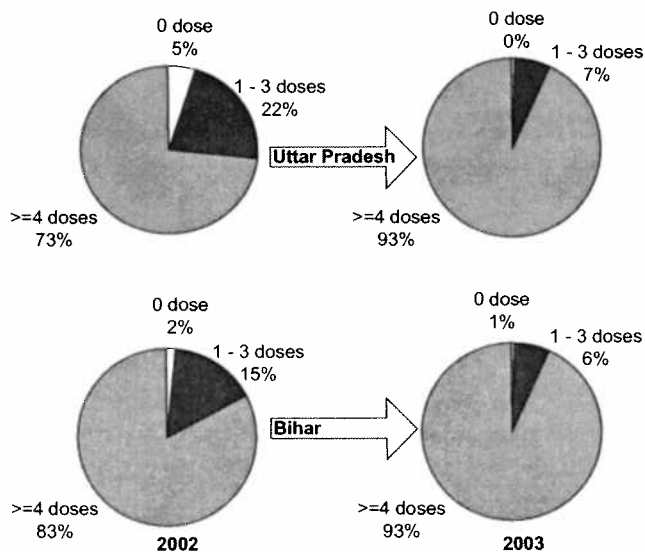 0 dose
5%
1 - 3 doses
22%
>=4 doses
73%
Uttar Pradesh
0 dose
0%
1 - 3 doses
7%
>=4 doses
93%
0 dose
2%
1 - 3 doses
15%
>=4 doses
83%
2002
Bihar
0 dose
1%
1 - 3 doses
6%
>=4 doses
93%
2003